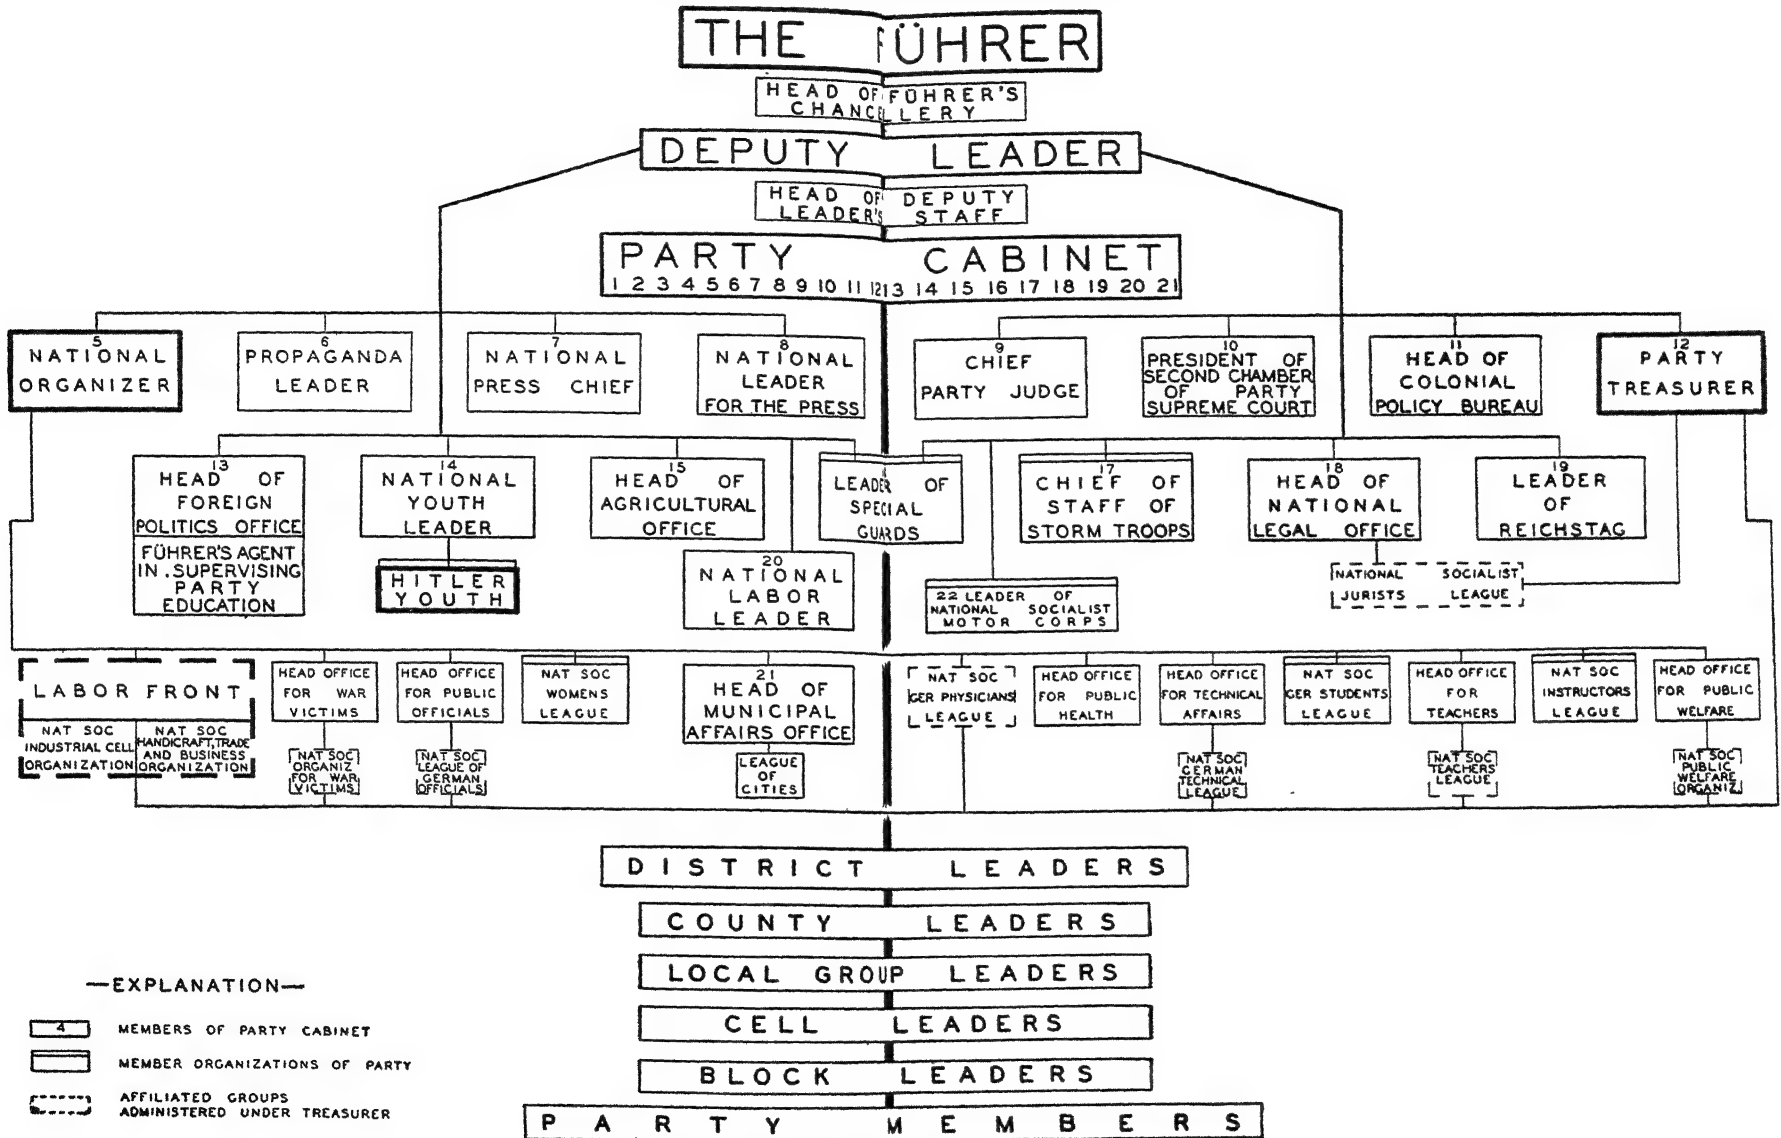 THE FÜHRER
HEAD OF FÜHRER'S
CHANCELLERY
DEPUTY LEADER
HEAD OF DEPUTY
LEADER'S STAFF
PARTY CABINET
1 2 3 4 5 6 7 8 9 10 11 12 13 14 15 16 17 18 19 20 21
5
NATIONAL
ORGANIZER
6
PROPAGANDA
LEADER
7
NATIONAL
PRESS CHIEF
8
NATIONAL
LEADER
FOR THE PRESS
9
CHIEF
PARTY JUDGE
10
PRESIDENT OF
SECOND CHAMBER
OF PARTY
SUPREME COURT
11
HEAD OF
COLONIAL
POLICY BUREAU
12
PARTY
TREASURER
13
HEAD OF
FOREIGN
POLITICS OFFICE
FÜHRER'S AGENT
IN .SUPERVISING
PARTY
EDUCATION
14
NATIONAL
YOUTH
LEADER
HITLER
YOUTH
15
HEAD OF
AGRICULTURAL
OFFICE
LEADER OF
SPECIAL
GUARDS
17
CHIEF OF
STAFF OF
STORM TROOPS
18
HEAD OF
NATIONAL
LEGAL OFFICE
19
LEADER
OF
REICHSTAG
20
NATIONAL
LABOR
LEADER
22 LEADER OF
NATIONAL SOCIALIST
MOTOR CORPS
NATIONAL SOCIALIST
JURISTS LEAGUE
LABOR FRONT
NAT SOC
INDUSTRIAL CELL
ORGANIZATION
NAT SOC
HANDICRAFT, TRADE
AND BUSINESS
ORGANIZATION
HEAD OFFICE
FOR WAR
VICTIMS
HEAD OFFICE
FOR PUBLIC
OFFICIALS
NAT SOC
WOMENS
LEAGUE
21
HEAD OF
MUNICIPAL
AFFAIRS OFFICE
NAT SOC
GER PHYSICIANS
LEAGUE
HEAD OFFICE
FOR PUBLIC
HEALTH
HEAD OFFICE
FOR TECHNICAL
AFFAIRS
NAT SOC
GER STUDENTS
LEAGUE
HEAD OFFICE
FOR
TEACHERS
NAT SOC
INSTRUCTORS
LEAGUE
HEAD OFFICE
FOR PUBLIC
WELFARE
NAT SOC
ORGANIZ
FOR WAR
VICTIMS
NAT SOC
LEAGUE OF
GERMAN
OFFICIALS
LEAGUE
OF
CITIES
NAT SOC
GERMAN
TECHNICAL
LEAGUE
NAT SOC
TEACHERS'
LEAGUE
NAT SOC
PUBLIC
WELFARE
ORGANIZ
DISTRICT LEADERS
COUNTY LEADERS
LOCAL GROUP LEADERS
CELL LEADERS
BLOCK LEADERS
PARTY MEMBERS
—EXPLANATION—
4 MEMBERS OF PARTY CABINET
MEMBER ORGANIZATIONS OF PARTY
AFFILIATED GROUPS
ADMINISTERED UNDER TREASURER